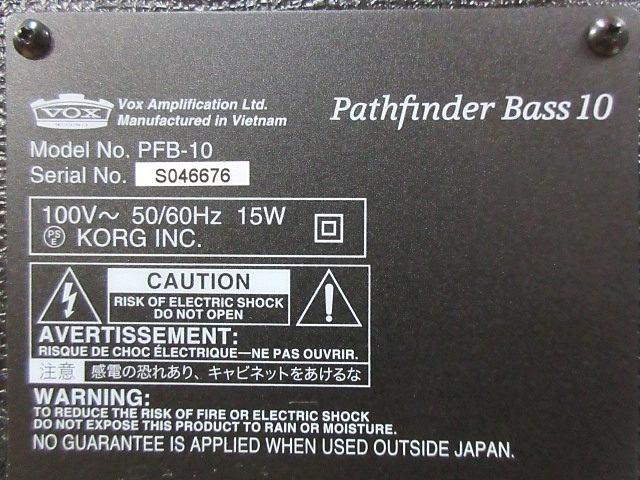 VOX
Vox Amplification Ltd.
Manufactured in Vietnam
Pathfinder Bass 10
Model No. PFB-10
Serial No. S046676
100V～ 50/60Hz 15W
PSE KORG INC.
CAUTION
RISK OF ELECTRIC SHOCK
DO NOT OPEN
AVERTISSEMENT:
RISQUE DE CHOC ÉLECTRIQUE—NE PAS OUVRIR.
注意 感電の恐れあり、キャビネットをあけるな
WARNING:
TO REDUCE THE RISK OF FIRE OR ELECTRIC SHOCK
DO NOT EXPOSE THIS PRODUCT TO RAIN OR MOISTURE.
NO GUARANTEE IS APPLIED WHEN USED OUTSIDE JAPAN.